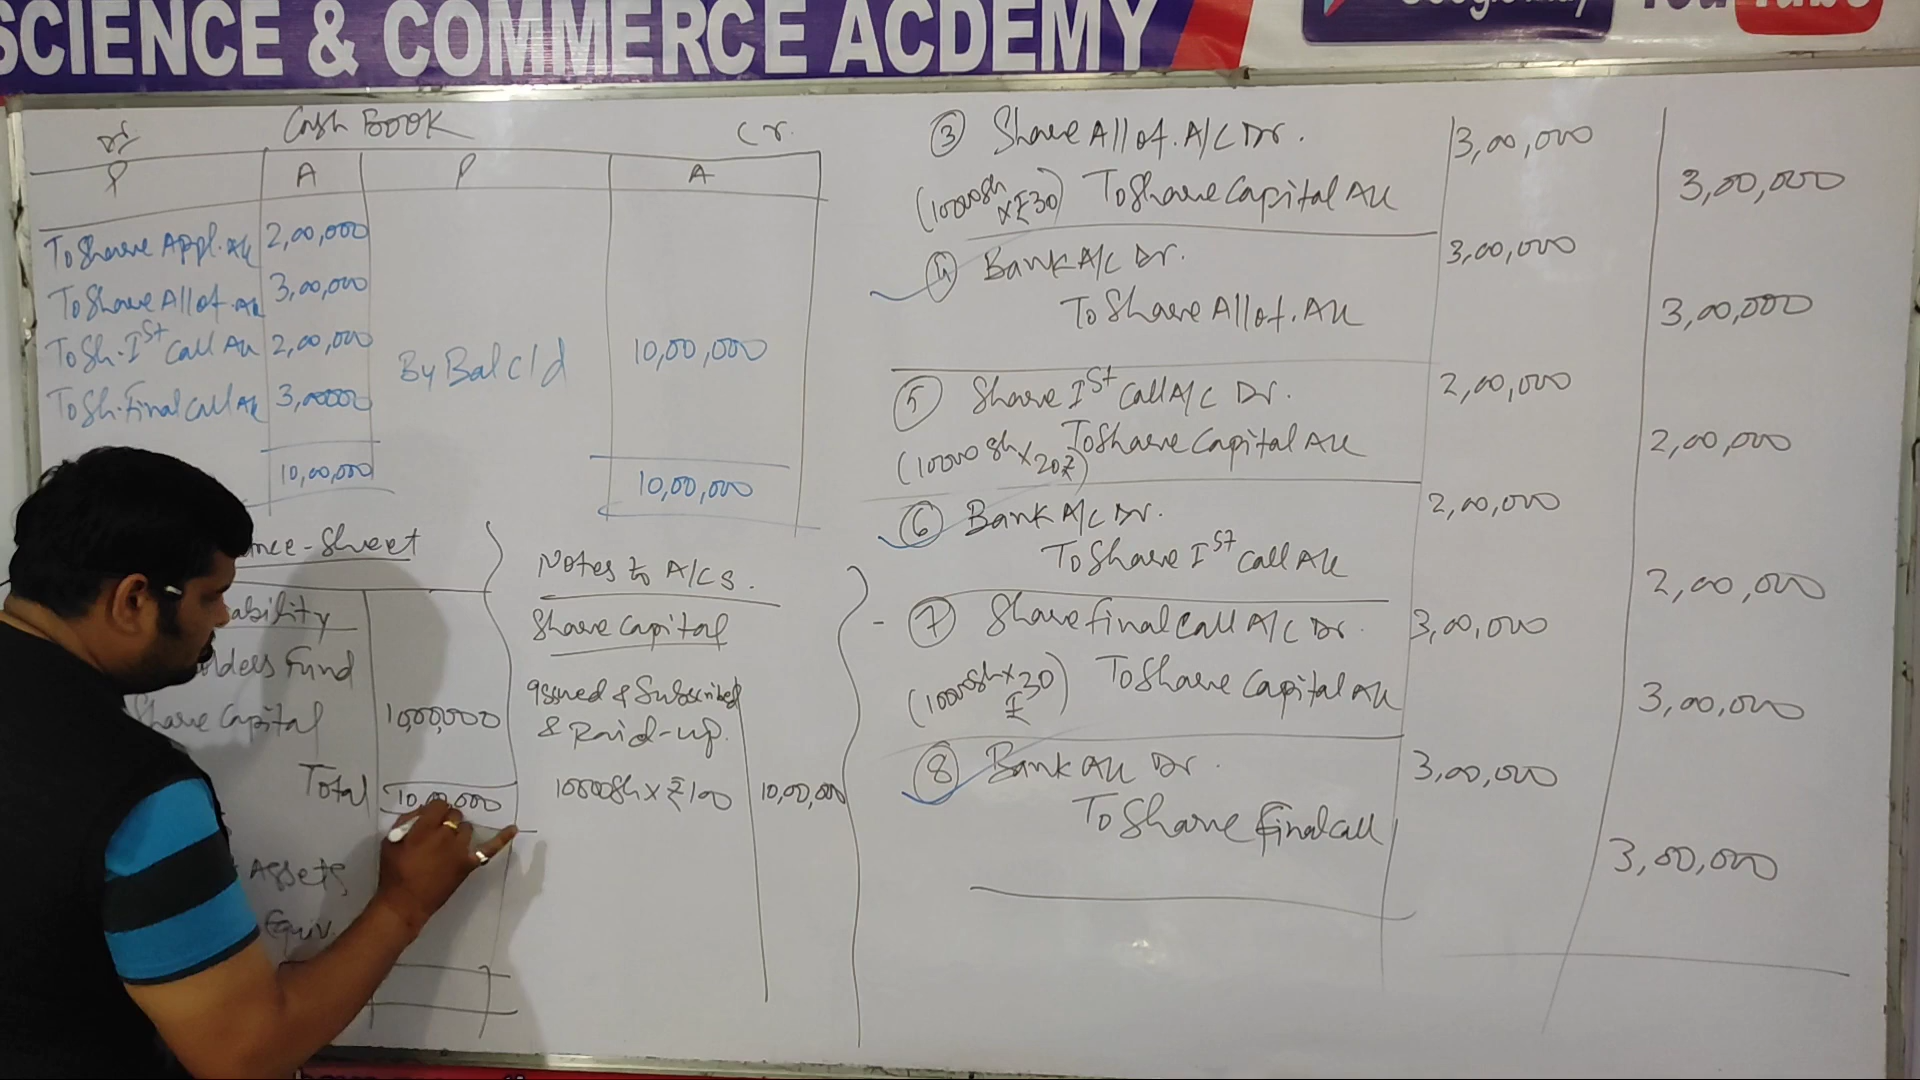 SCIENCE & COMMERCE ACDEMY
Cash BOOK
Dr
Cr.
P A P A
To Share Appl. A/c 2,00,000
To Share Allot. A/c 3,00,000
To Sh. Ist Call A/c 2,00,000
To Sh. Final Call A/c 3,00000
By Bal c/d 10,00,000
10,00,000 10,00,000
nce-Sheet
ability
olders Fund
Share Capital 10,00,000
Total 10,00,000
Assets
Equiv.
Notes to A/Cs.
Share Capital
Issued & Subscribed
& Paid-up.
10000Sh x ₹100 10,00,000
3 Share Allot. A/C Dr. 3,00,000
(10000Sh x ₹30) To Share Capital A/c 3,00,000
4 Bank A/C Dr. 3,00,000
To Share Allot. A/c 3,00,000
5 Share Ist Call A/C Dr. 2,00,000
(10000 Sh x 20₹) To Share Capital A/c 2,00,000
6 Bank A/C Dr. 2,00,000
To Share Ist Call A/c 2,00,000
- 7 Share final Call A/C Dr. 3,00,000
(10000Sh x 30 ₹) To Share Capital A/c 3,00,000
8 Bank A/c Dr. 3,00,000
To Share Final Call 3,00,000